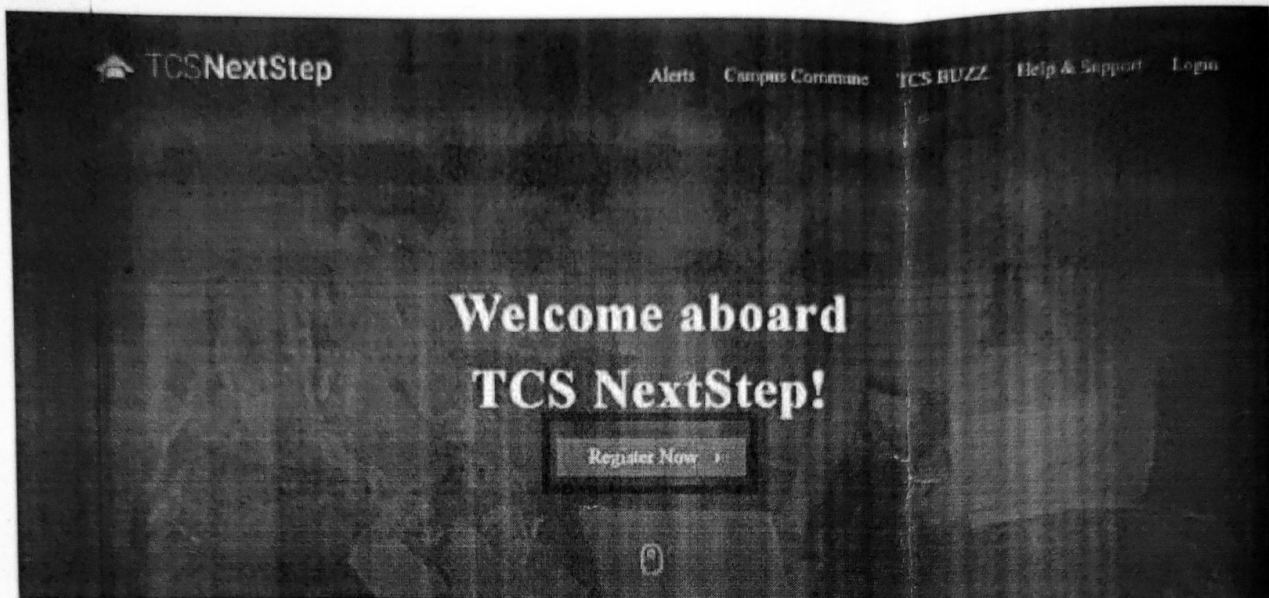 TCSNextStep
Alerts Campus Commune TCS BUZZ Help & Support Login
Welcome aboard
TCS NextStep!
Register Now ›